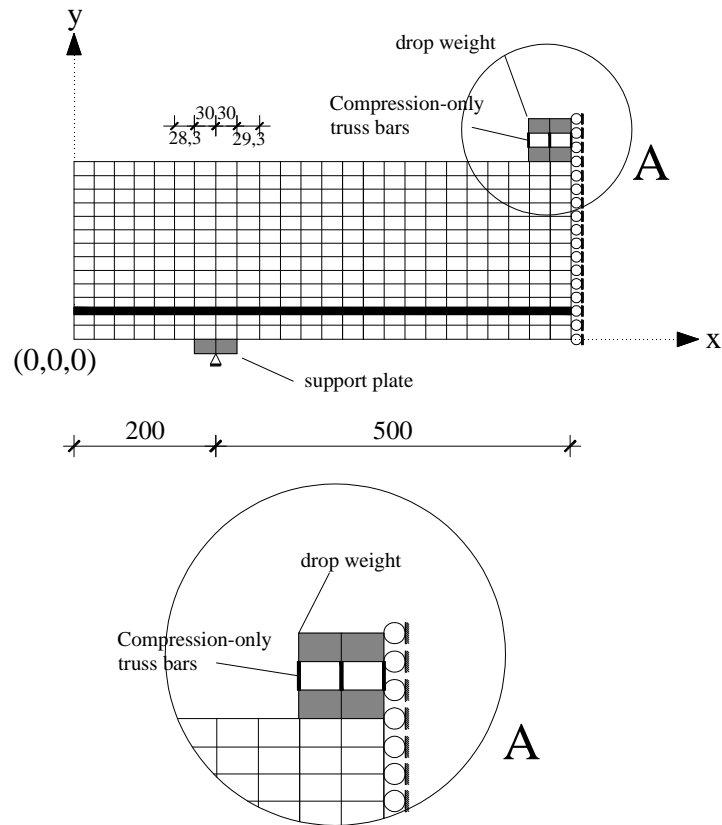 y
drop weight
Compression-only
truss bars
30 30
28,3
29,3
A
(0,0,0)
x
support plate
200
500
drop weight
Compression-only
truss bars
A